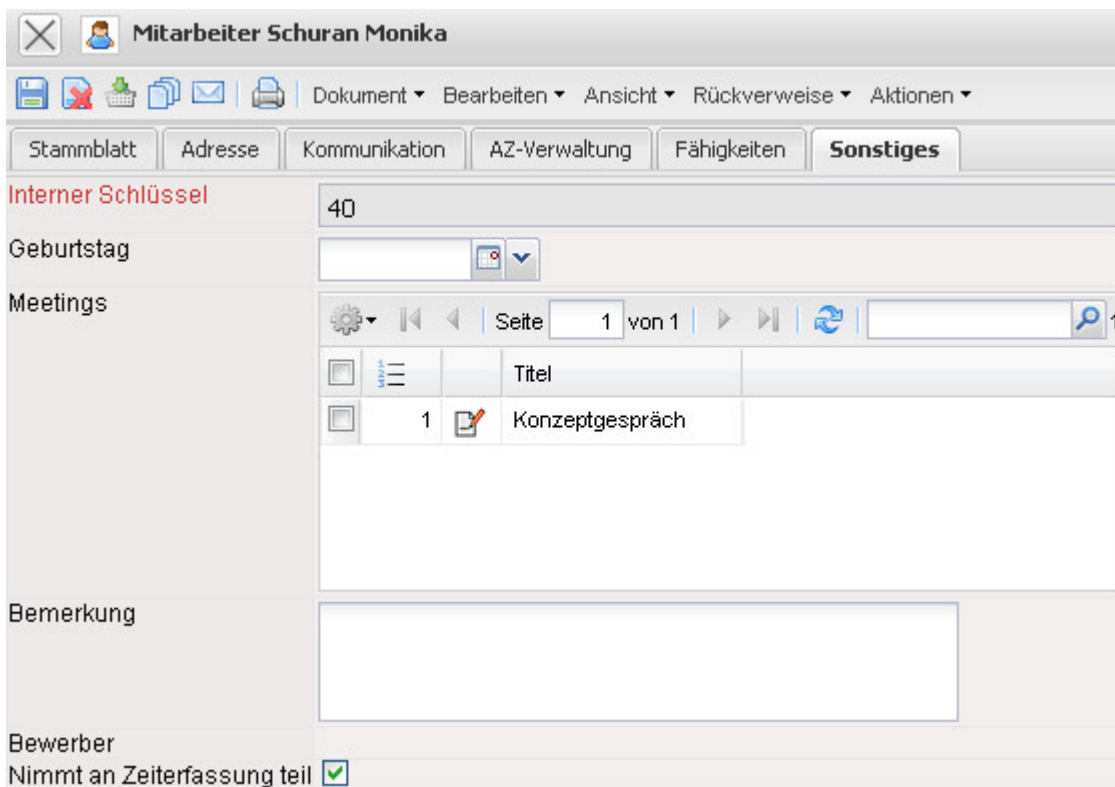 Mitarbeiter Schuran Monika
Dokument Bearbeiten Ansicht Rückverweise Aktionen
Stammblatt Adresse Kommunikation AZ-Verwaltung Fähigkeiten Sonstiges
Interner Schlüssel 40
Geburtstag
Meetings Seite 1 von 1 1
Titel
1 Konzeptgespräch
Bemerkung
Bewerber
Nimmt an Zeiterfassung teil